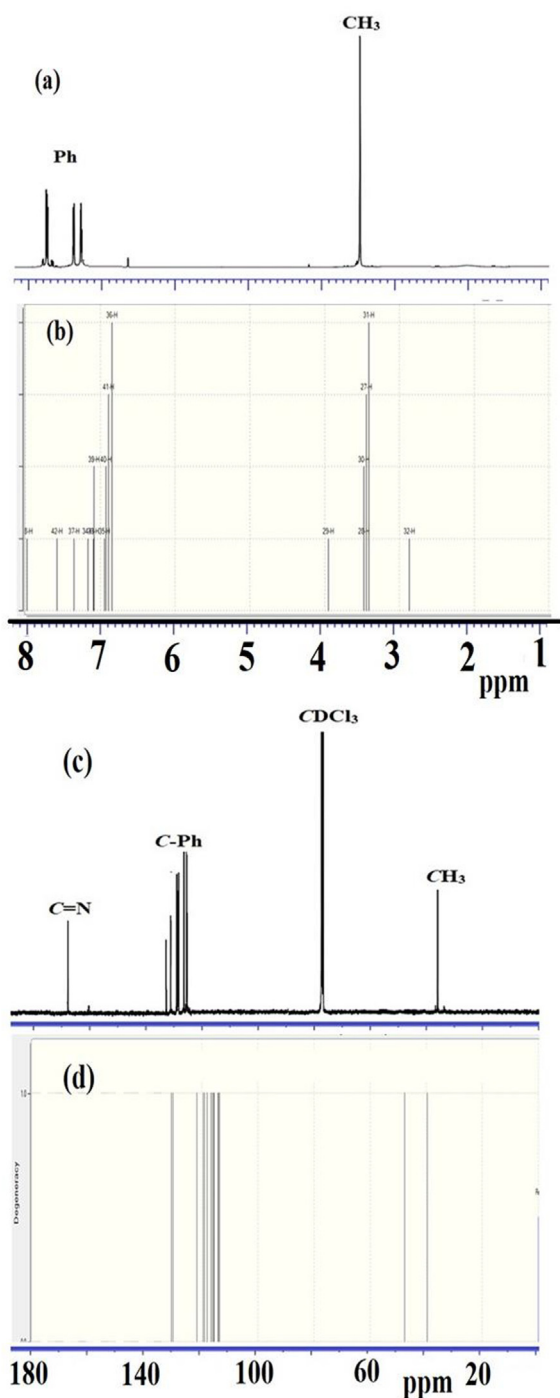 CH3
(a)
Ph
36-H 31-H
(b)
41-H 27-H
39-H 40-H 30-H
42-H 37-H 29-H 28-H 32-H
8 7 6 5 4 3 2 1
ppm
CDCl3
(c)
C-Ph
C=N
CH3
(d)
Degeneracy
180 140 100 60 20
ppm